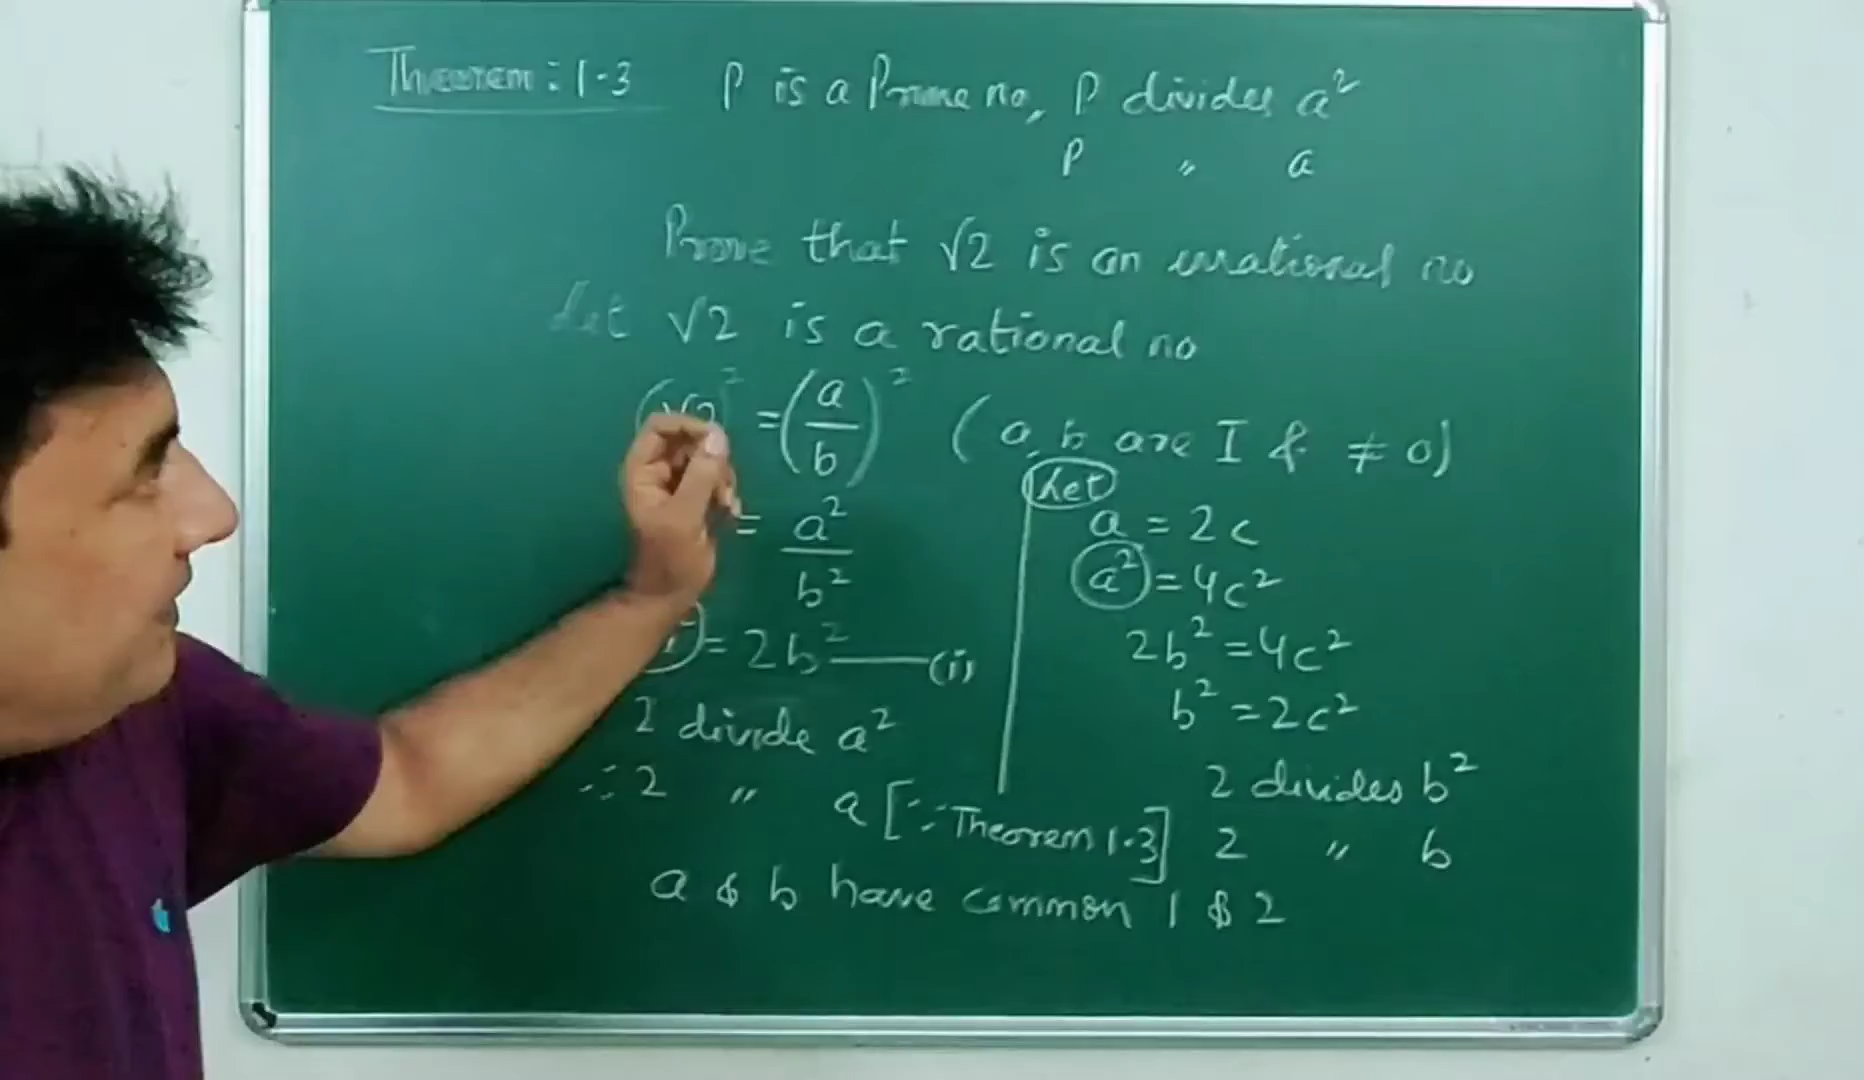 Theorem : 1.3 P is a Prime no, P divides a²
P " a
Prove that √2 is an irrational no
Let √2 is a rational no
(√2)² = (a/b)² (a, b are I & ≠ 0)
= a²/b²
= 2b² —— (i)
2 divide a²
∴ 2 " a [∵ Theorem 1.3]
Let
a = 2c
a² = 4c²
2b² = 4c²
b² = 2c²
2 divides b²
2 " b
a & b have common 1 & 2